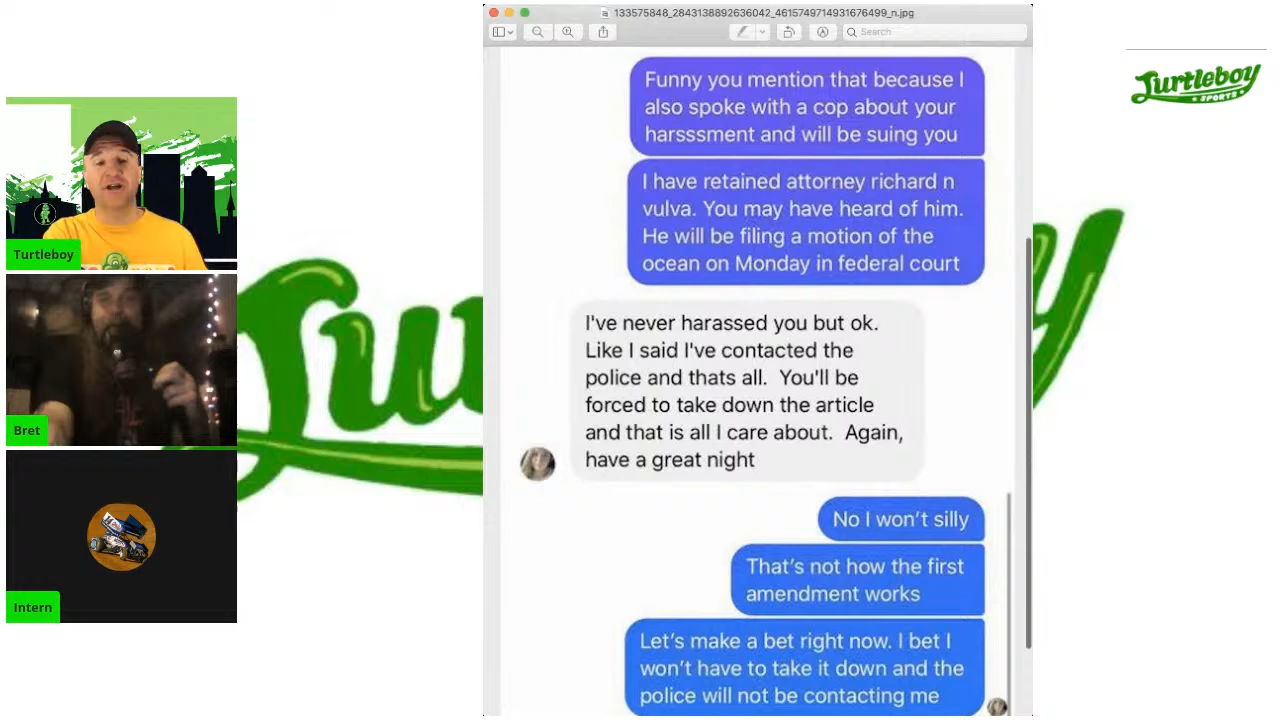 133575848_2843138892636042_4615749714931676499_n.jpg
Search
Funny you mention that because I
also spoke with a cop about your
harsssment and will be suing you
I have retained attorney richard n
vulva. You may have heard of him.
He will be filing a motion of the
ocean on Monday in federal court
I've never harassed you but ok.
Like I said I've contacted the
police and thats all. You'll be
forced to take down the article
and that is all I care about. Again,
have a great night
No I won't silly
That's not how the first
amendment works
Let's make a bet right now. I bet I
won't have to take it down and the
police will not be contacting me
Turtleboy
Bret
Intern
Turtleboy
SPORTS